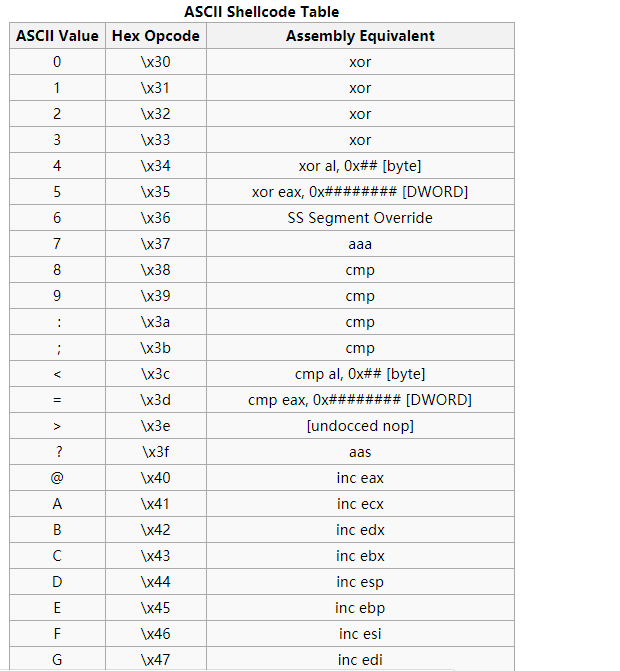 ASCII Shellcode Table
ASCII Value Hex Opcode Assembly Equivalent
0 \x30 xor
1 \x31 xor
2 \x32 xor
3 \x33 xor
4 \x34 xor al, 0x## [byte]
5 \x35 xor eax, 0x######## [DWORD]
6 \x36 SS Segment Override
7 \x37 aaa
8 \x38 cmp
9 \x39 cmp
: \x3a cmp
; \x3b cmp
< \x3c cmp al, 0x## [byte]
= \x3d cmp eax, 0x######## [DWORD]
> \x3e [undocced nop]
? \x3f aas
@ \x40 inc eax
A \x41 inc ecx
B \x42 inc edx
C \x43 inc ebx
D \x44 inc esp
E \x45 inc ebp
F \x46 inc esi
G \x47 inc edi